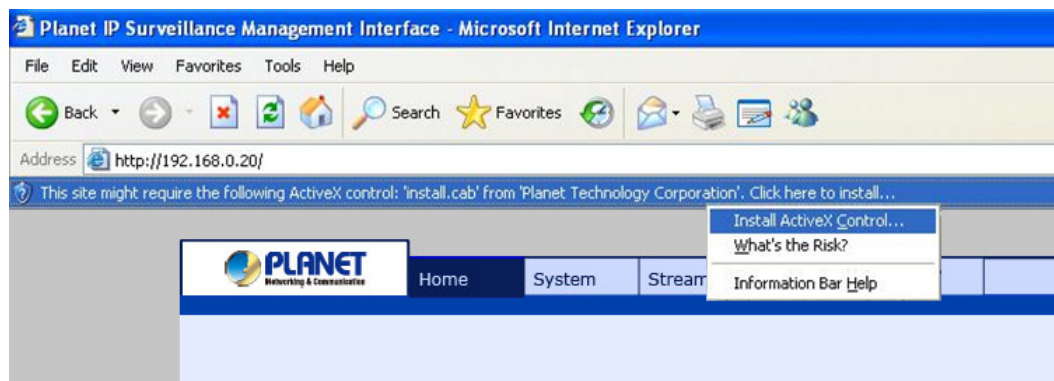 Planet IP Surveillance Management Interface - Microsoft Internet Explorer
File Edit View Favorites Tools Help
Back Search Favorites
Address http://192.168.0.20/
This site might require the following ActiveX control: 'install.cab' from 'Planet Technology Corporation'. Click here to install...
Install ActiveX Control...
What's the Risk?
Information Bar Help
PLANET
Networking & Communication
Home System Stream